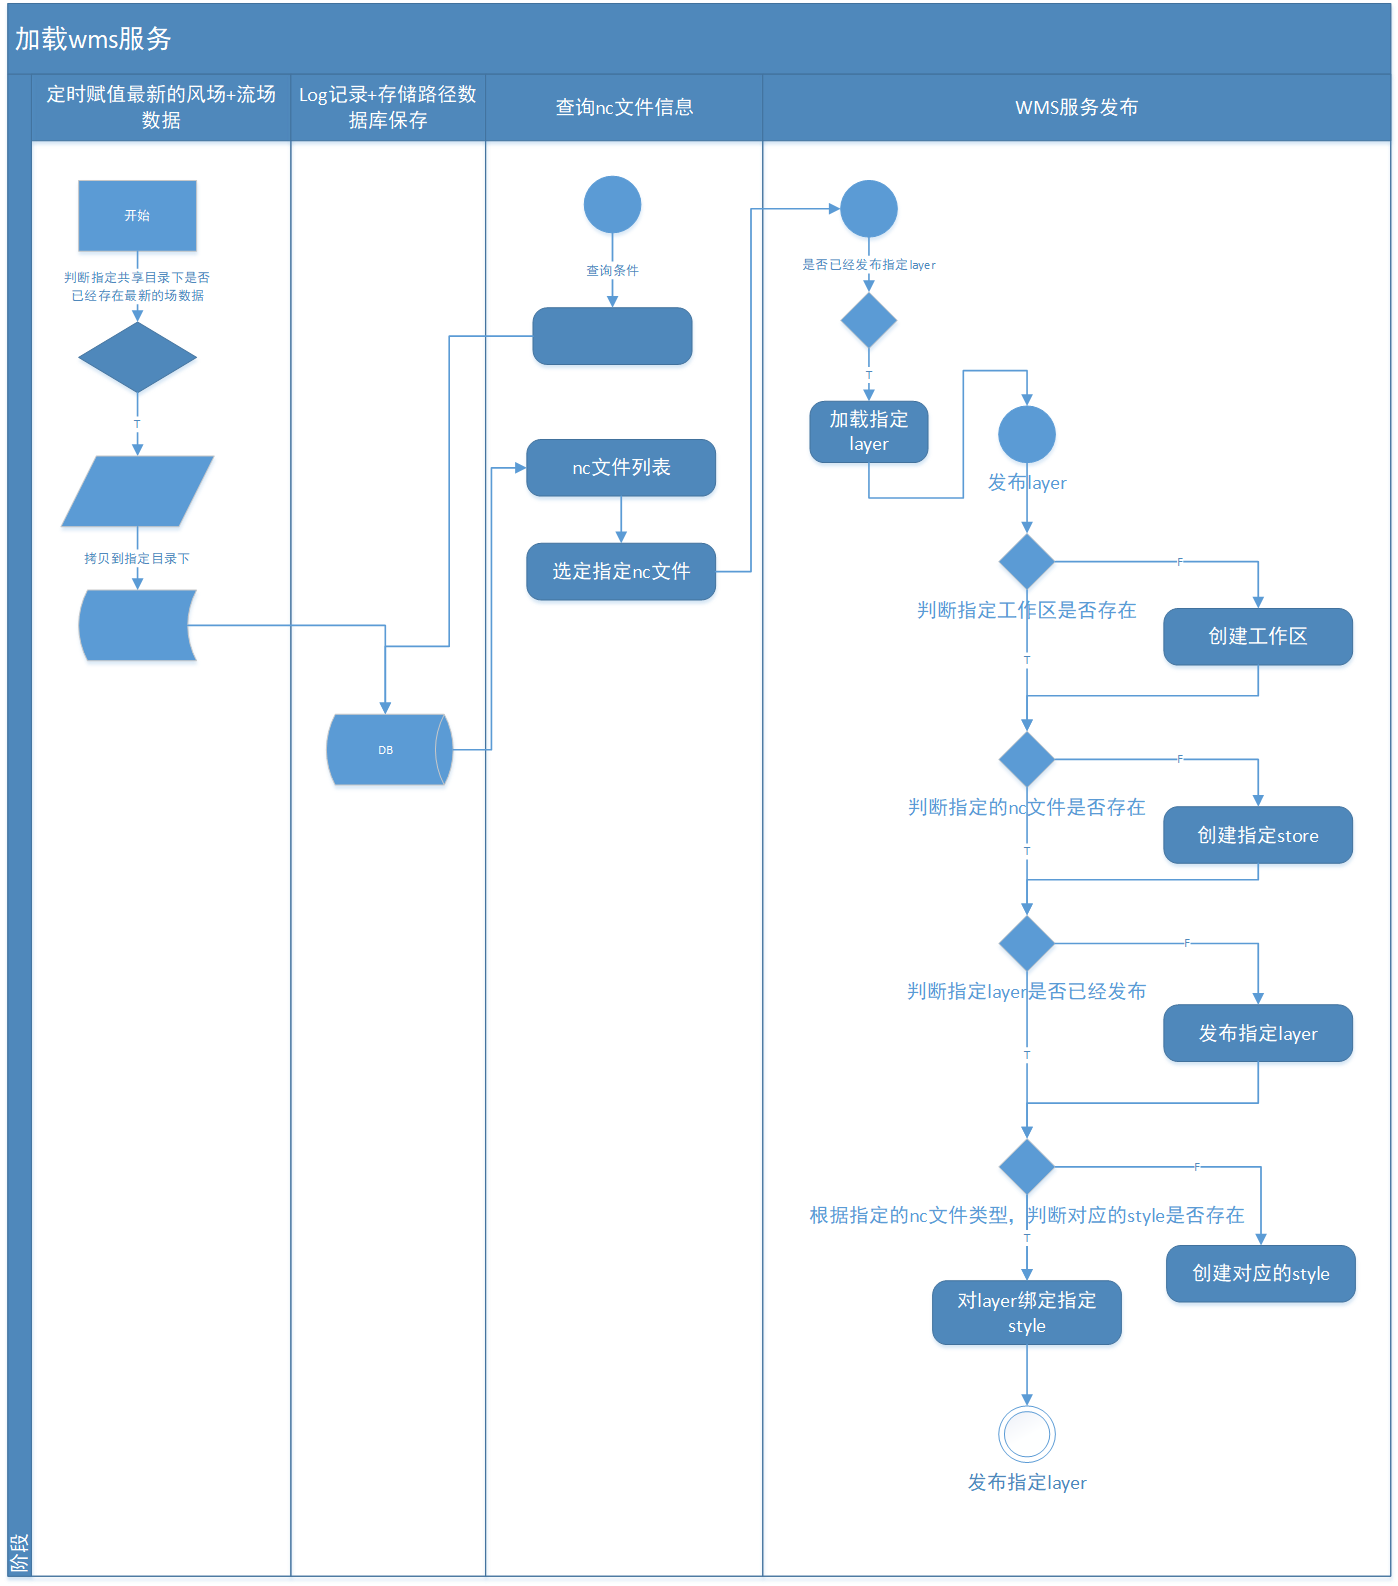 加载wms服务
定时赋值最新的风场+流场
数据
Log记录+存储路径数
据库保存
查询nc文件信息
WMS服务发布
开始
判断指定共享目录下是否
已经存在最新的场数据
T
拷贝到指定目录下
DB
查询条件
nc文件列表
选定指定nc文件
是否已经发布指定layer
T
加载指定
layer
发布layer
F
判断指定工作区是否存在
创建工作区
T
F
判断指定的nc文件是否存在
创建指定store
T
F
判断指定layer是否已经发布
发布指定layer
T
F
根据指定的nc文件类型，判断对应的style是否存在
T
创建对应的style
对layer绑定指定
style
发布指定layer
阶段